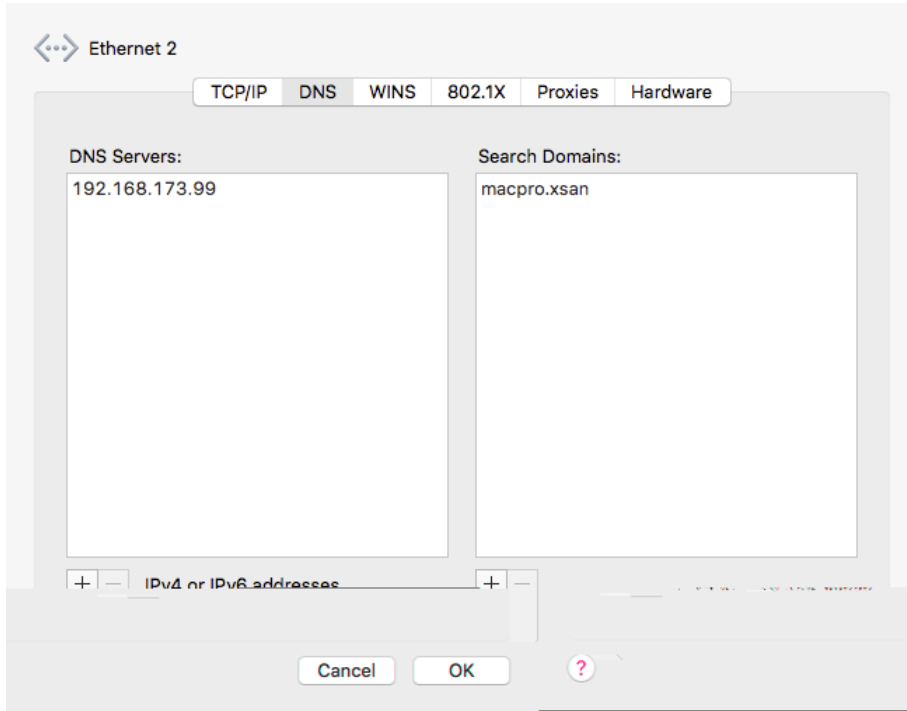 Ethernet 2
TCP/IP DNS WINS 802.1X Proxies Hardware
DNS Servers: Search Domains:
192.168.173.99 macpro.xsan
+ − IPv4 or IPv6 addresses + −
Cancel OK ?